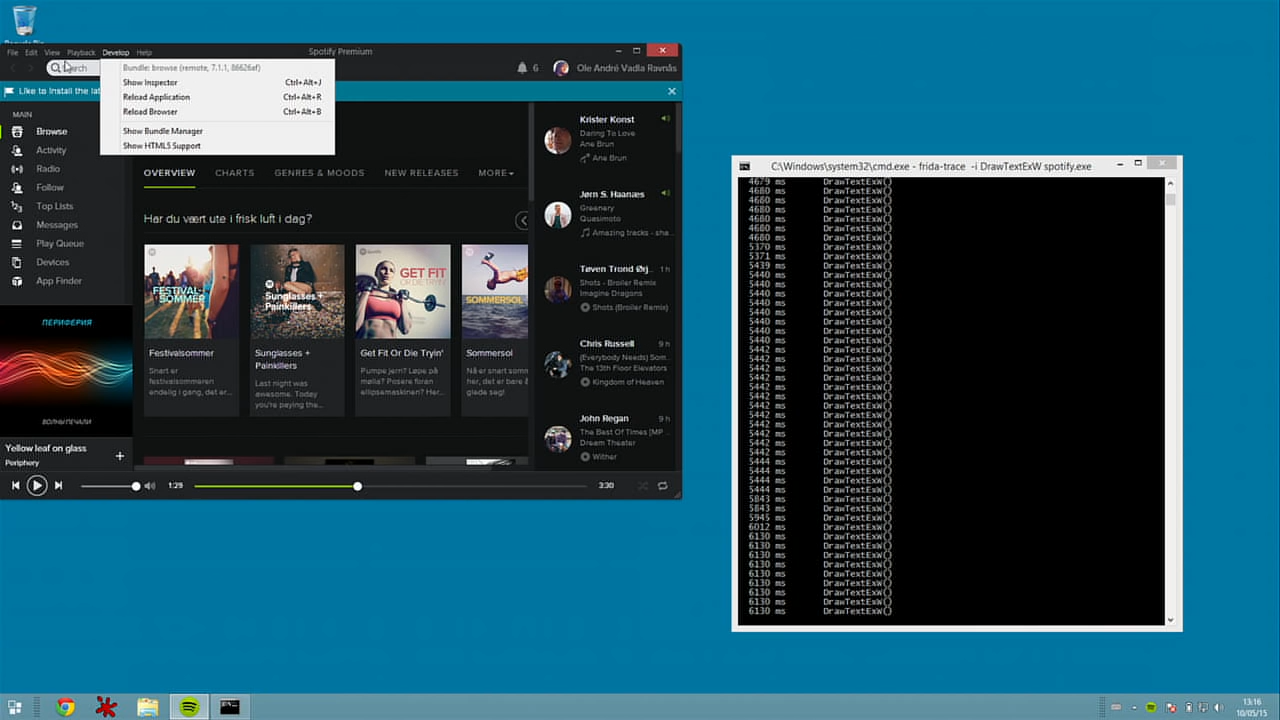 File Edit View Playback Develop Help
Spotify Premium
Search
6
Ole André Vadla Ravnås
Bundle: browse (remote, 7.1.1, 86626ef)
Show Inspector Ctrl+Alt+J
Reload Application Ctrl+Alt+R
Reload Browser Ctrl+Alt+B
Show Bundle Manager
Show HTML5 Support
Like to install the
MAIN
Browse
Activity
Radio
Follow
Top Lists
Messages
Play Queue
Devices
App Finder
OVERVIEW CHARTS GENRES & MOODS NEW RELEASES MORE
Har du vært ute i frisk luft i dag?
FESTIVAL-
SOMMER
Festivalsommer
Snart er
festivalsommeren
endelig i gang, det er...
Sunglasses +
Painkillers
Sunglasses +
Painkillers
Last night was
awesome. Today
you're paying the...
GET FIT
OR DIE TRYIN'
Get Fit Or Die Tryin'
Pumpe jern? Løpe på
mølla? Posere foran
ellipsemaskinen? Her...
SOMMERSOL
Sommersol
Nå er snart som
her, det er bare å
glede seg!
Krister Konst
Daring To Love
Ane Brun
Ane Brun
Jørn S. Haanæs
Greenery
Quasimoto
Amazing tracks - sha...
Tøven Trond Ørj... 1 h
Shots - Broiler Remix
Imagine Dragons
Shots (Broiler Remix)
Chris Russell 9 h
(Everybody Needs) Som...
The 13th Floor Elevators
Kingdom of Heaven
John Regan 9 h
The Best Of Times [MP ...
Dream Theater
Wither
ПЕРИФЕРИЯ
ВОЛНЫ ПЕЧАЛИ
Yellow leaf on glass
Periphery
1:29
3:30
C:\Windows\system32\cmd.exe - frida-trace -i DrawTextExW spotify.exe
4679 ms DrawTextExW()
4680 ms DrawTextExW()
4680 ms DrawTextExW()
4680 ms DrawTextExW()
4680 ms DrawTextExW()
4680 ms DrawTextExW()
4680 ms DrawTextExW()
5370 ms DrawTextExW()
5371 ms DrawTextExW()
5439 ms DrawTextExW()
5440 ms DrawTextExW()
5440 ms DrawTextExW()
5440 ms DrawTextExW()
5440 ms DrawTextExW()
5440 ms DrawTextExW()
5440 ms DrawTextExW()
5440 ms DrawTextExW()
5440 ms DrawTextExW()
5442 ms DrawTextExW()
5442 ms DrawTextExW()
5442 ms DrawTextExW()
5442 ms DrawTextExW()
5442 ms DrawTextExW()
5442 ms DrawTextExW()
5442 ms DrawTextExW()
5442 ms DrawTextExW()
5442 ms DrawTextExW()
5442 ms DrawTextExW()
5442 ms DrawTextExW()
5442 ms DrawTextExW()
5444 ms DrawTextExW()
5444 ms DrawTextExW()
5444 ms DrawTextExW()
5444 ms DrawTextExW()
5843 ms DrawTextExW()
5843 ms DrawTextExW()
5945 ms DrawTextExW()
6012 ms DrawTextExW()
6130 ms DrawTextExW()
6130 ms DrawTextExW()
6130 ms DrawTextExW()
6130 ms DrawTextExW()
6130 ms DrawTextExW()
6130 ms DrawTextExW()
6130 ms DrawTextExW()
6130 ms DrawTextExW()
6130 ms DrawTextExW()
13:16
10/05/15